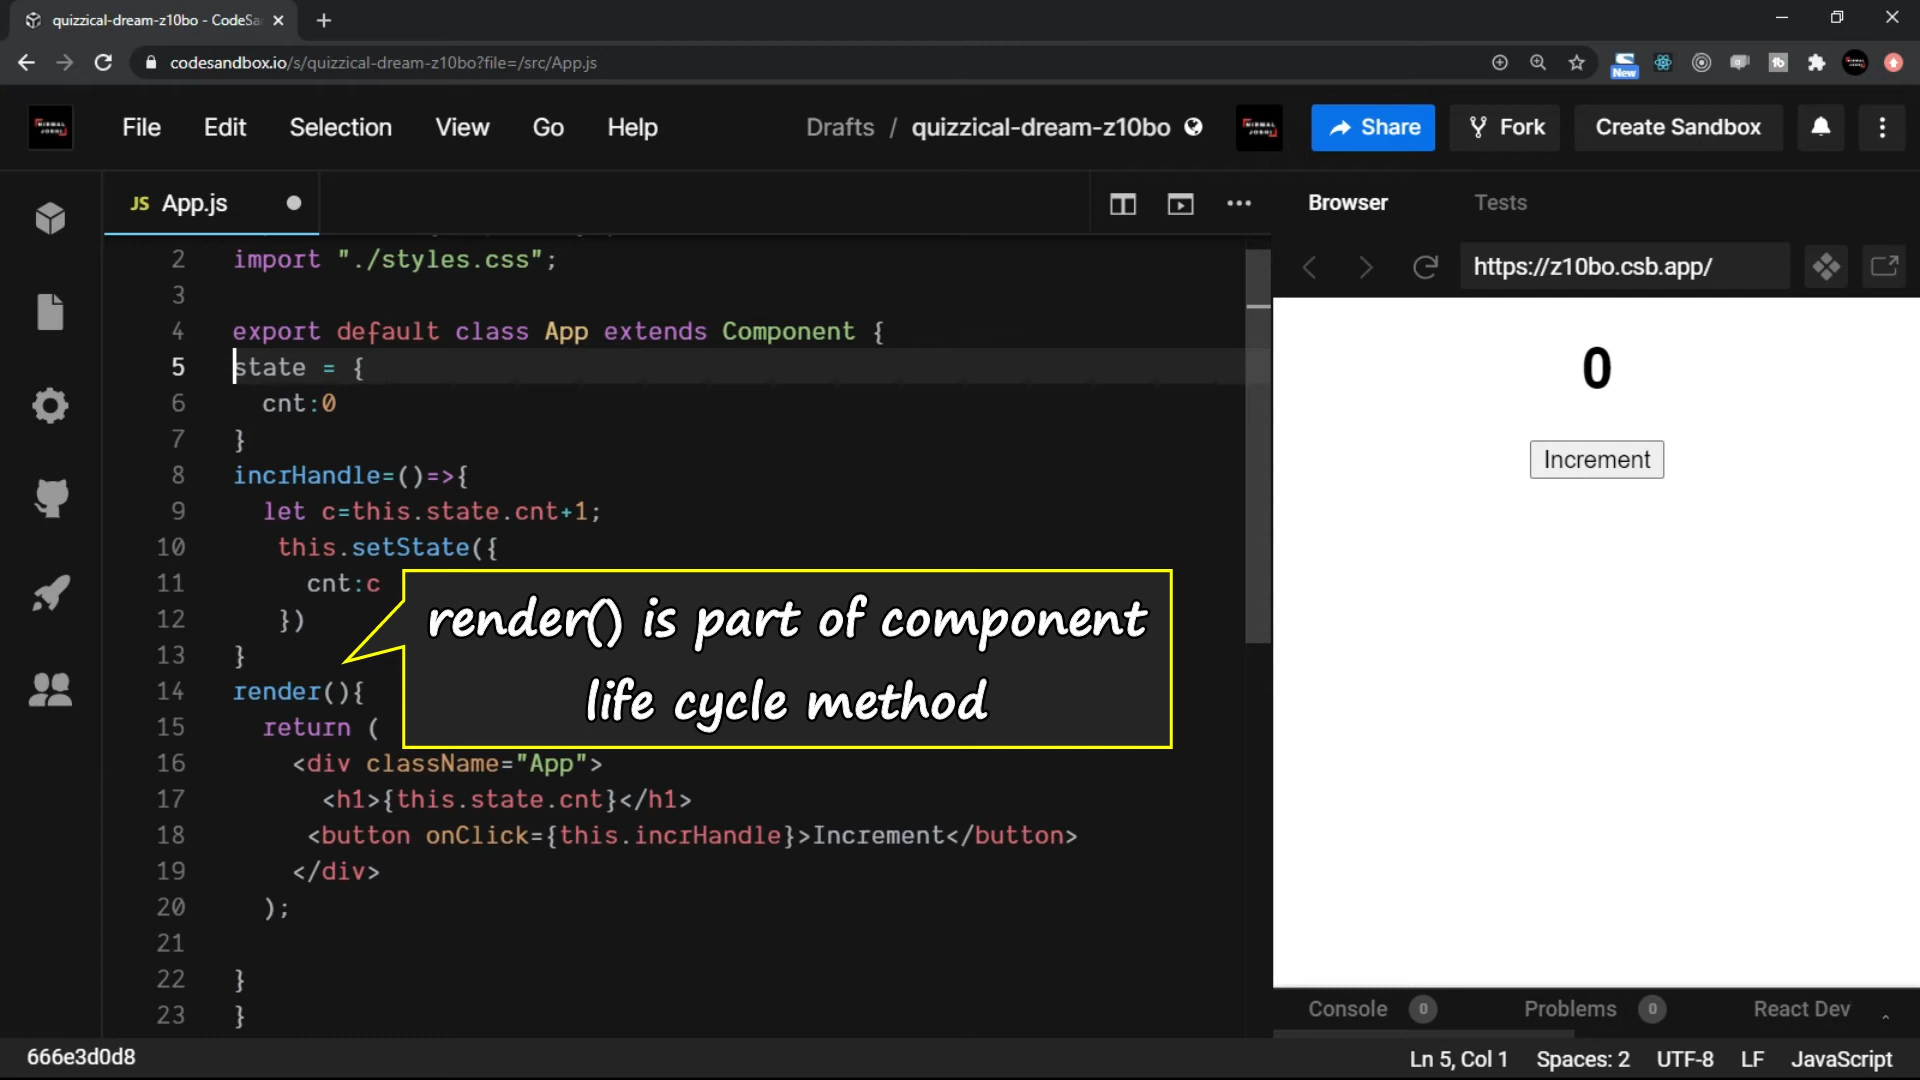 quizzical-dream-z10bo - CodeSa
codesandbox.io/s/quizzical-dream-z10bo?file=/src/App.js
New
File Edit Selection View Go Help
Drafts / quizzical-dream-z10bo
Share
Fork
Create Sandbox
JS App.js
Browser
Tests
https://z10bo.csb.app/
2 import "./styles.css";
3
4 export default class App extends Component {
5 state = {
6 cnt:0
7 }
8 incrHandle=()=>{
9 let c=this.state.cnt+1;
10 this.setState({
11 cnt:c
12 })
13 }
14 render(){
15 return (
16 <div className="App">
17 <h1>{this.state.cnt}</h1>
18 <button onClick={this.incrHandle}>Increment</button>
19 </div>
20 );
21
22 }
23 }
render() is part of component
life cycle method
0
Increment
Console 0
Problems 0
React Dev
666e3d0d8
Ln 5, Col 1
Spaces: 2
UTF-8
LF
JavaScript